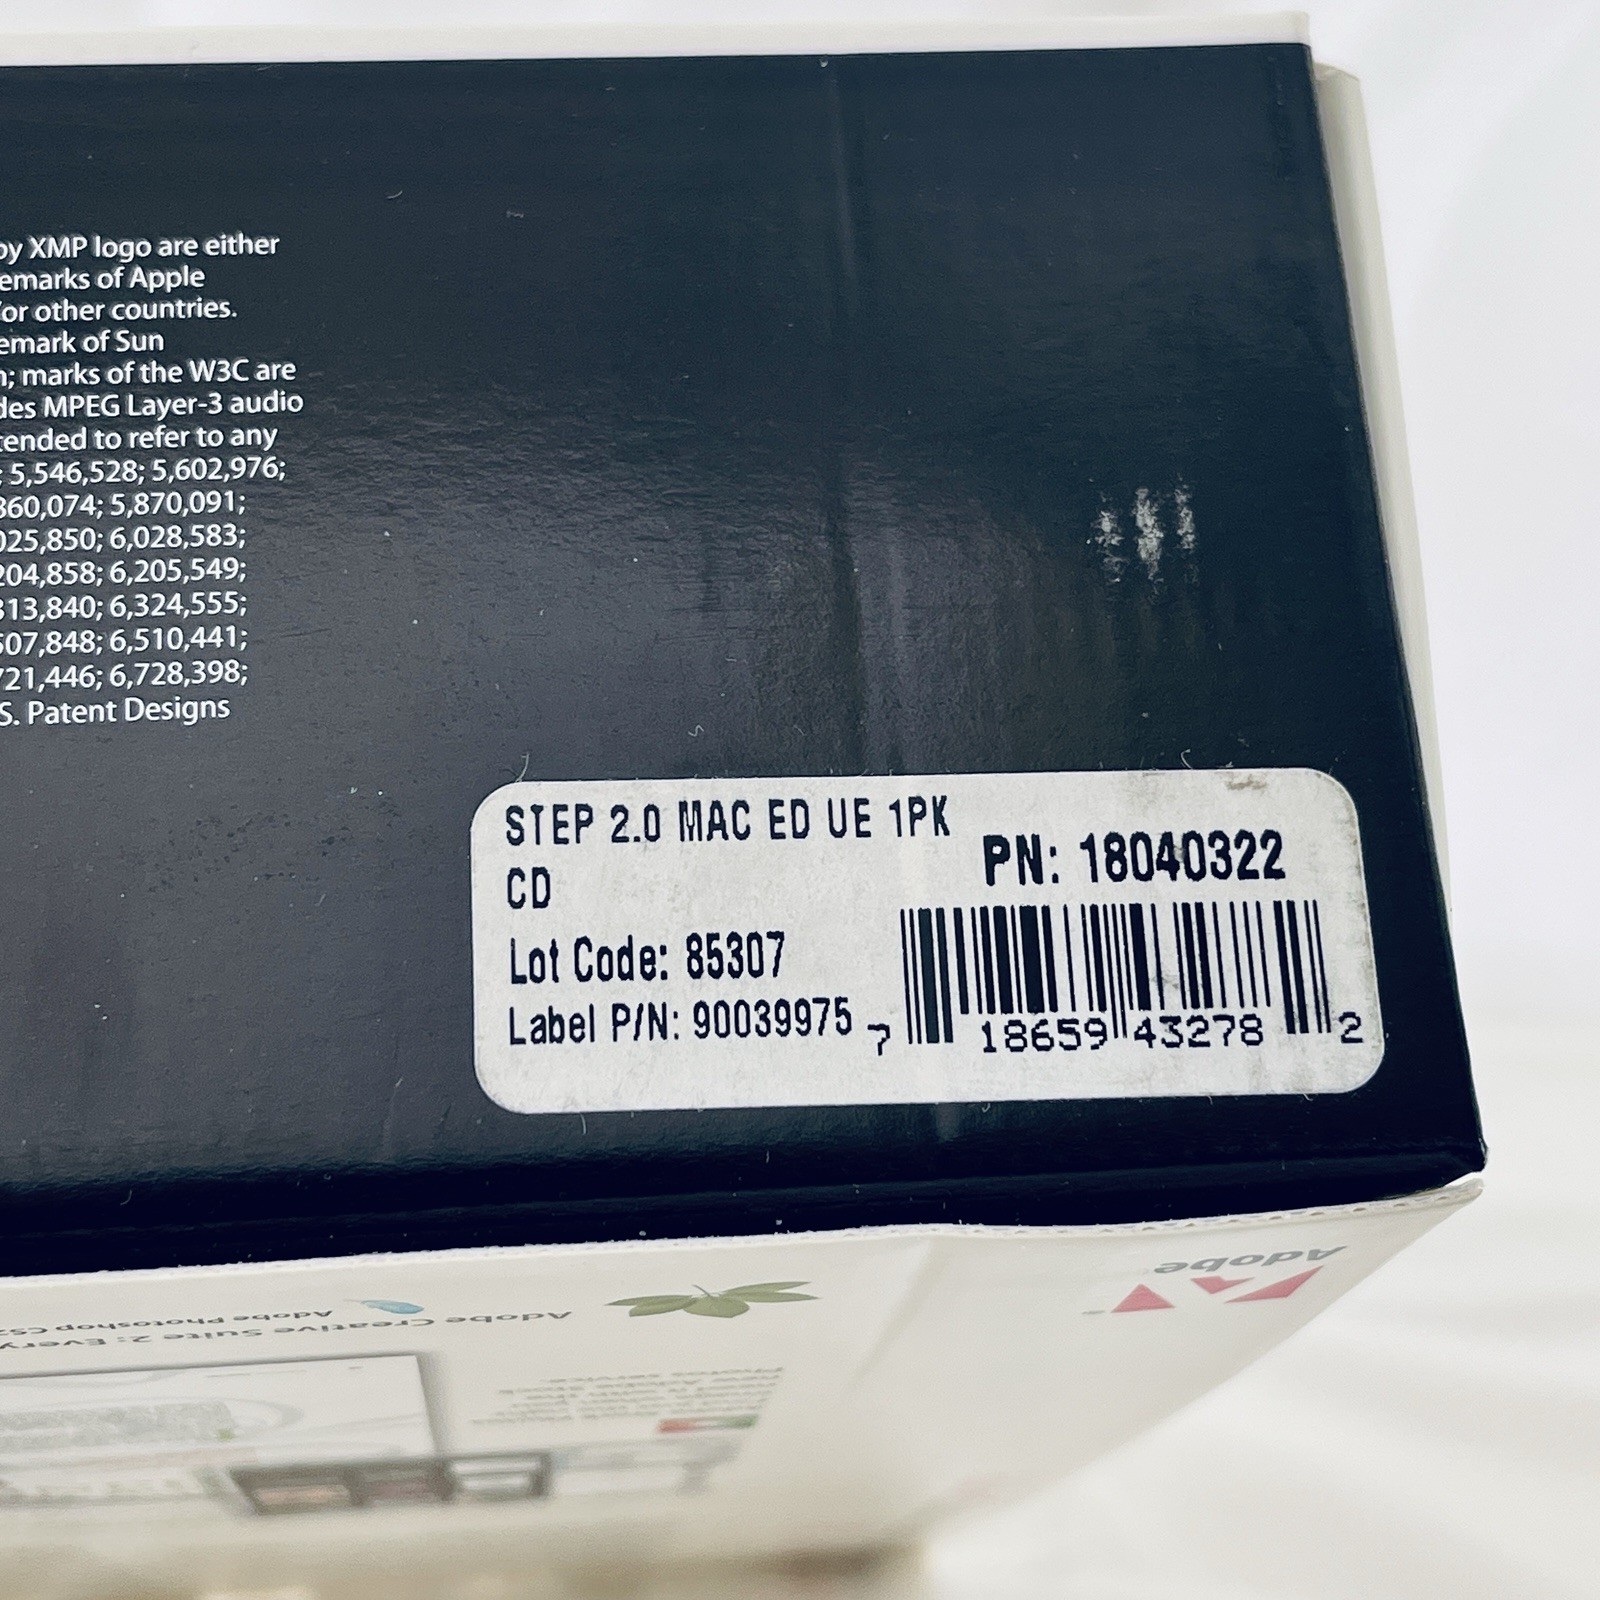 by XMP logo are either
emarks of Apple
/or other countries.
emark of Sun
n; marks of the W3C are
des MPEG Layer-3 audio
tended to refer to any
; 5,546,528; 5,602,976;
360,074; 5,870,091;
025,850; 6,028,583;
204,858; 6,205,549;
313,840; 6,324,555;
507,848; 6,510,441;
721,446; 6,728,398;
S. Patent Designs
STEP 2.0 MAC ED UE 1PK
CD
PN: 18040322
Lot Code: 85307
Label P/N: 90039975
7 18659 43278 2
Adobe
Adobe Creative Suite 2: Every
Adobe Photoshop CS2